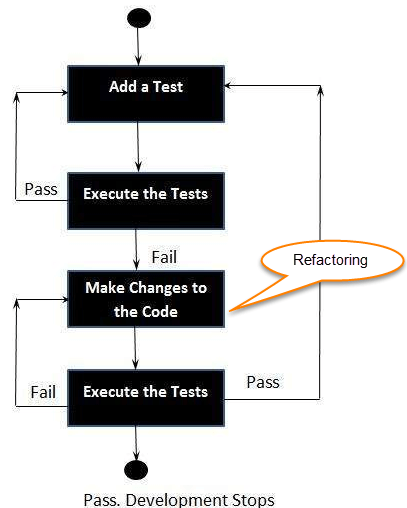 Add a Test
Pass
Execute the Tests
Fail
Refactoring
Make Changes to
the Code
Fail
Execute the Tests
Pass
Pass. Development Stops